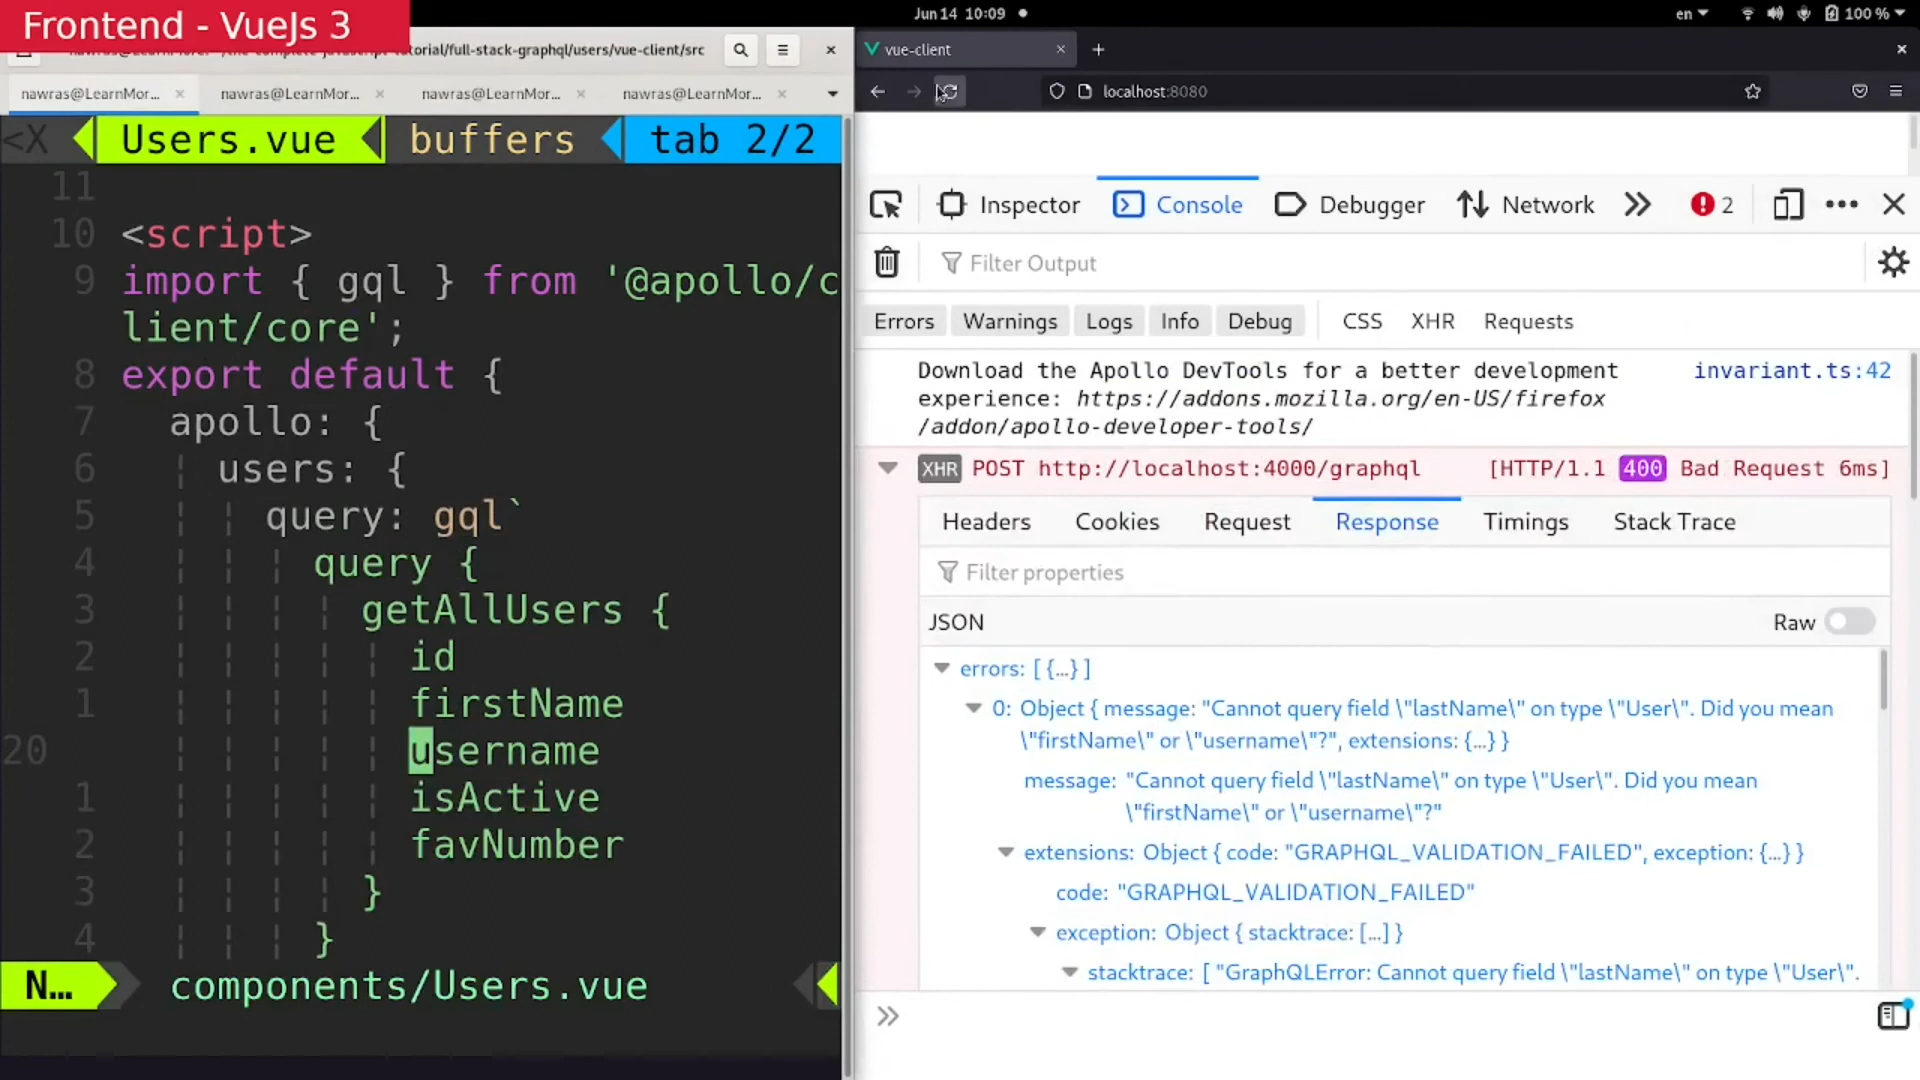 Frontend - VueJs 3
Jun 14 10:09
en
100 %
orial/full-stack-graphql/users/vue-client/src
nawras@LearnMor...
nawras@LearnMor...
nawras@LearnMor...
nawras@LearnMor...
vue-client
localhost:8080
<X Users.vue buffers tab 2/2
11
10 <script>
9 import { gql } from '@apollo/c
lient/core';
8 export default {
7 apollo: {
6 users: {
5 query: gql`
4 query {
3 getAllUsers {
2 id
1 firstName
20 username
1 isActive
2 favNumber
3 }
4 }
N... components/Users.vue
Inspector Console Debugger Network 2
Filter Output
Errors Warnings Logs Info Debug CSS XHR Requests
Download the Apollo DevTools for a better development invariant.ts:42
experience: https://addons.mozilla.org/en-US/firefox
/addon/apollo-developer-tools/
XHR POST http://localhost:4000/graphql [HTTP/1.1 400 Bad Request 6ms]
Headers Cookies Request Response Timings Stack Trace
Filter properties
JSON Raw
errors: [ {…} ]
0: Object { message: "Cannot query field \"lastName\" on type \"User\". Did you mean
\"firstName\" or \"username\"?", extensions: {…} }
message: "Cannot query field \"lastName\" on type \"User\". Did you mean
\"firstName\" or \"username\"?"
extensions: Object { code: "GRAPHQL_VALIDATION_FAILED", exception: {…} }
code: "GRAPHQL_VALIDATION_FAILED"
exception: Object { stacktrace: […] }
stacktrace: [ "GraphQLError: Cannot query field \"lastName\" on type \"User\".